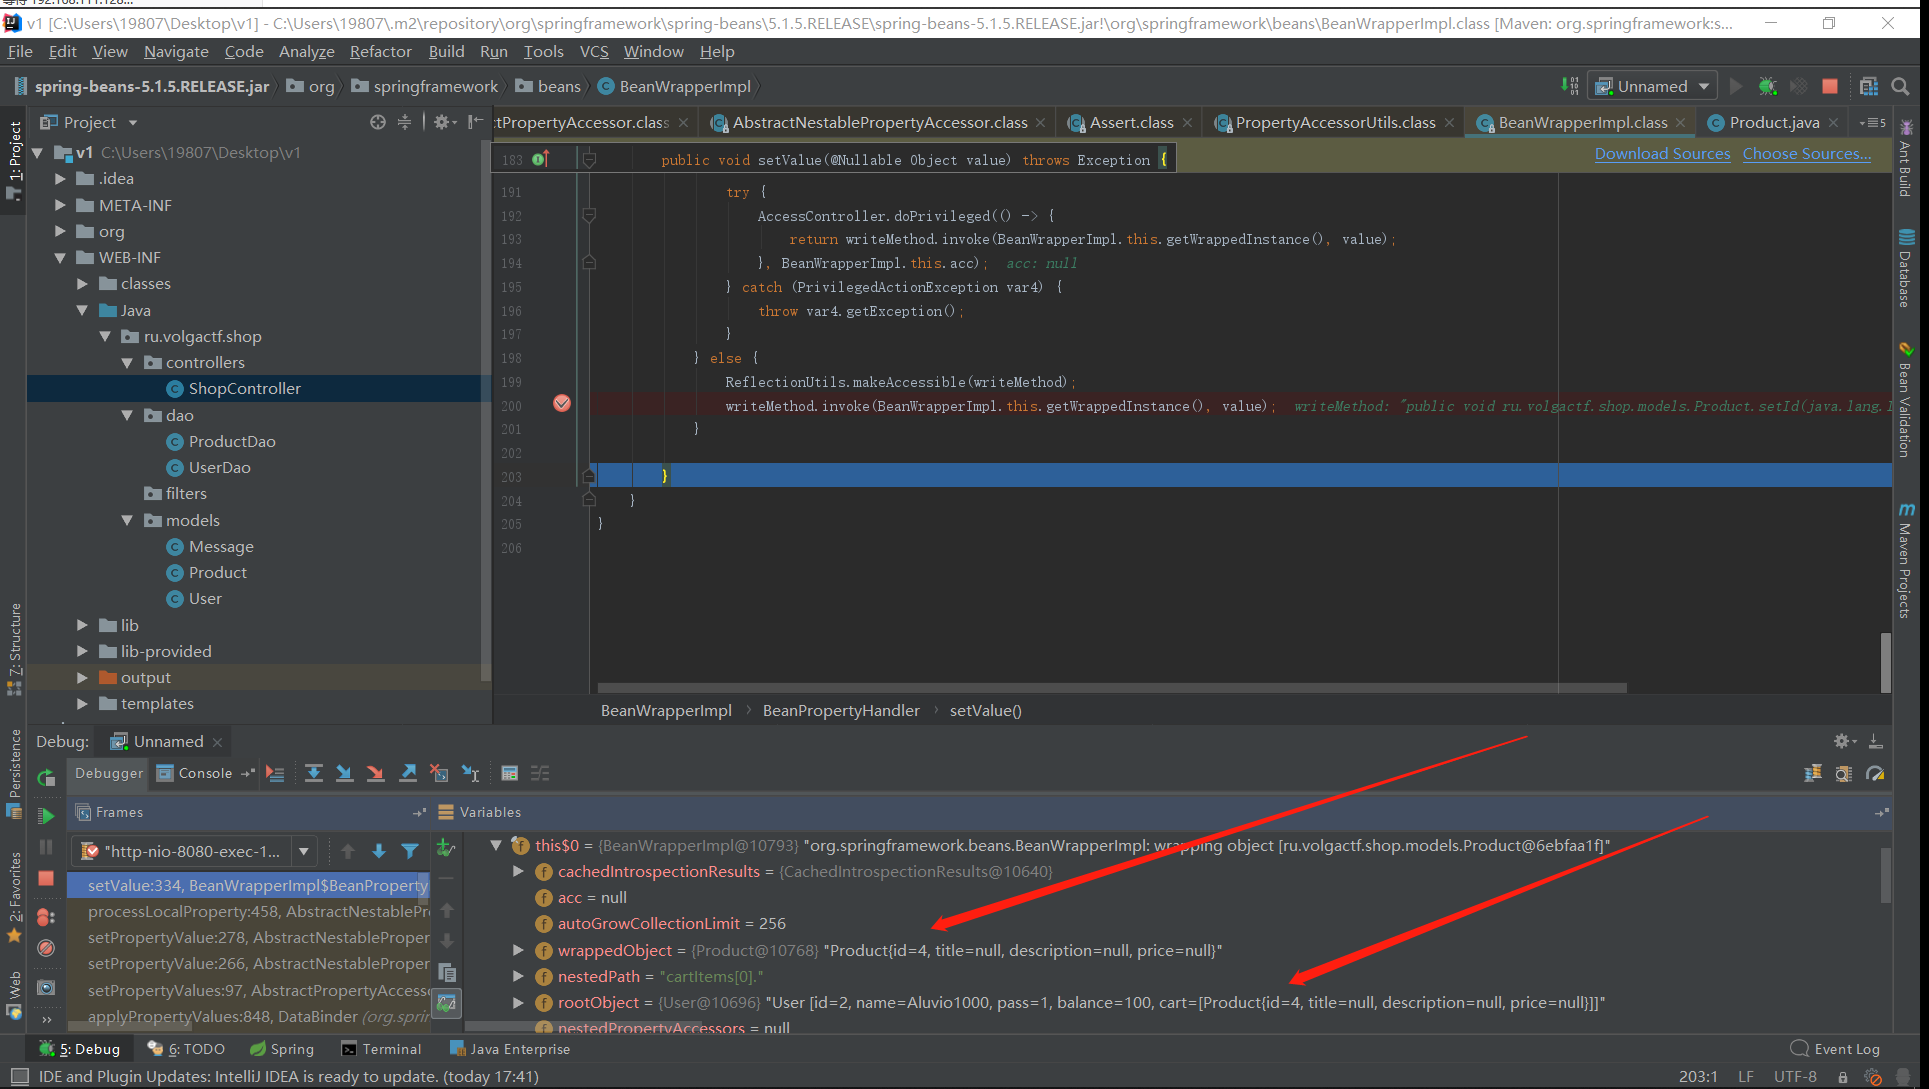 v1 [C:\Users\19807\Desktop\v1] - C:\Users\19807\.m2\repository\org\springframework\spring-beans\5.1.5.RELEASE\spring-beans-5.1.5.RELEASE.jar!\org\springframework\beans\BeanWrapperImpl.class [Maven: org.springframework:s...
File Edit View Navigate Code Analyze Refactor Build Run Tools VCS Window Help
spring-beans-5.1.5.RELEASE.jar org springframework beans BeanWrapperImpl
Unnamed
1: Project
Project
ctPropertyAccessor.class AbstractNestablePropertyAccessor.class Assert.class PropertyAccessorUtils.class BeanWrapperImpl.class Product.java
Download Sources Choose Sources...
v1 C:\Users\19807\Desktop\v1
.idea
META-INF
org
WEB-INF
classes
Java
ru.volgactf.shop
controllers
ShopController
dao
ProductDao
UserDao
filters
models
Message
Product
User
lib
lib-provided
output
templates
183 public void setValue(@Nullable Object value) throws Exception {
191 try {
192 AccessController.doPrivileged(() -> {
193 return writeMethod.invoke(BeanWrapperImpl.this.getWrappedInstance(), value);
194 }, BeanWrapperImpl.this.acc); acc: null
195 } catch (PrivilegedActionException var4) {
196 throw var4.getException();
197 }
198 } else {
199 ReflectionUtils.makeAccessible(writeMethod);
200 writeMethod.invoke(BeanWrapperImpl.this.getWrappedInstance(), value); writeMethod: "public void ru.volgactf.shop.models.Product.setId(java.lang.
201 }
202
203 }
204 }
205 }
206
BeanWrapperImpl BeanPropertyHandler setValue()
Ant Build
Database
Bean Validation
Maven Projects
Z: Structure
Persistence
2: Favorites
Web
Debug: Unnamed
Debugger Console
Frames
Variables
"http-nio-8080-exec-1...
setValue:334, BeanWrapperImpl$BeanProperty
processLocalProperty:458, AbstractNestablePr
setPropertyValue:278, AbstractNestableProper
setPropertyValue:266, AbstractNestableProper
setPropertyValues:97, AbstractPropertyAccess
applyPropertyValues:848, DataBinder (org.sprin
this$0 = {BeanWrapperImpl@10793} "org.springframework.beans.BeanWrapperImpl: wrapping object [ru.volgactf.shop.models.Product@6ebfaa1f]"
cachedIntrospectionResults = {CachedIntrospectionResults@10640}
acc = null
autoGrowCollectionLimit = 256
wrappedObject = {Product@10768} "Product{id=4, title=null, description=null, price=null}"
nestedPath = "cartItems[0]."
rootObject = {User@10696} "User [id=2, name=Aluvio1000, pass=1, balance=100, cart=[Product{id=4, title=null, description=null, price=null}]]"
nestedPropertyAccessors = null
5: Debug 6: TODO Spring Terminal Java Enterprise Event Log
IDE and Plugin Updates: IntelliJ IDEA is ready to update. (today 17:41) 203:1 LF UTF-8